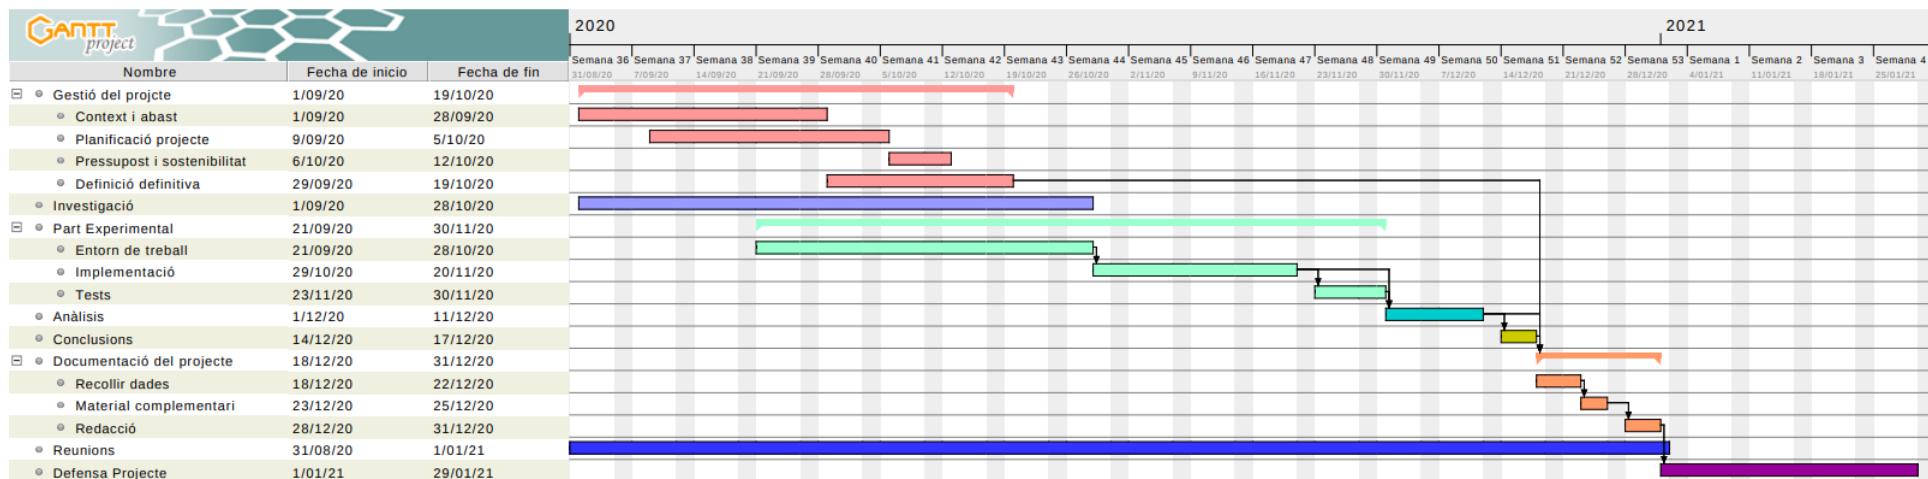 GANTT project
2020
2021
Semana 36 Semana 37 Semana 38 Semana 39 Semana 40 Semana 41 Semana 42 Semana 43 Semana 44 Semana 45 Semana 46 Semana 47 Semana 48 Semana 49 Semana 50 Semana 51 Semana 52 Semana 53 Semana 1 Semana 2 Semana 3 Semana 4
Nombre Fecha de inicio Fecha de fin 31/08/20 7/09/20 14/09/20 21/09/20 28/09/20 5/10/20 12/10/20 19/10/20 26/10/20 2/11/20 9/11/20 16/11/20 23/11/20 30/11/20 7/12/20 14/12/20 21/12/20 28/12/20 4/01/21 11/01/21 18/01/21 25/01/21
Gestió del projcte 1/09/20 19/10/20
Context i abast 1/09/20 28/09/20
Planificació projecte 9/09/20 5/10/20
Pressupost i sostenibilitat 6/10/20 12/10/20
Definició definitiva 29/09/20 19/10/20
Investigació 1/09/20 28/10/20
Part Experimental 21/09/20 30/11/20
Entorn de treball 21/09/20 28/10/20
Implementació 29/10/20 20/11/20
Tests 23/11/20 30/11/20
Anàlisis 1/12/20 11/12/20
Conclusions 14/12/20 17/12/20
Documentació del projecte 18/12/20 31/12/20
Recollir dades 18/12/20 22/12/20
Material complementari 23/12/20 25/12/20
Redacció 28/12/20 31/12/20
Reunions 31/08/20 1/01/21
Defensa Projecte 1/01/21 29/01/21